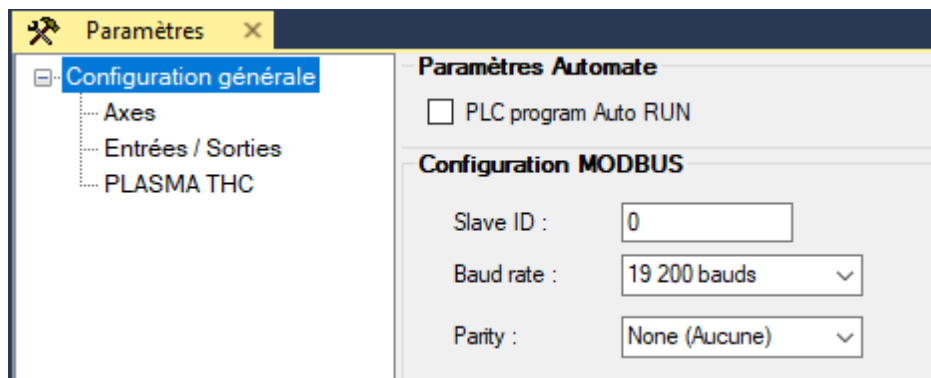 Paramètres
Configuration générale
Axes
Entrées / Sorties
PLASMA THC
Paramètres Automate
PLC program Auto RUN
Configuration MODBUS
Slave ID : 0
Baud rate : 19 200 bauds
Parity : None (Aucune)